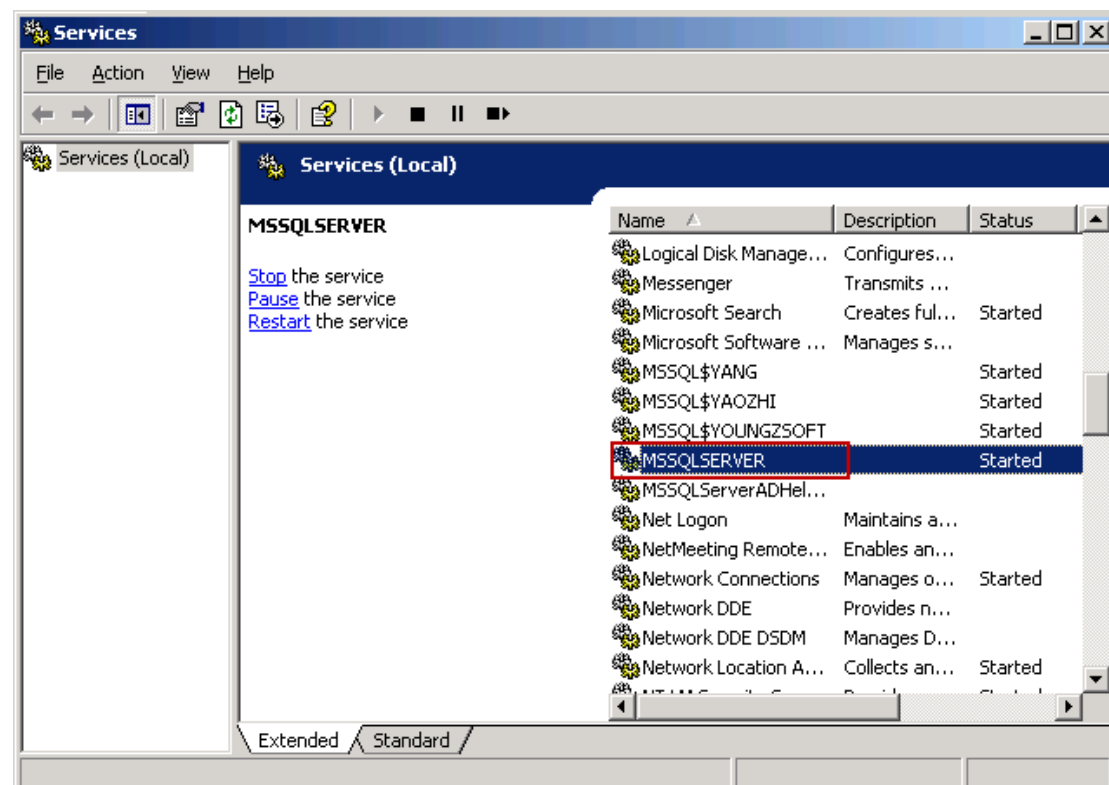 Services
File Action View Help
Services (Local)
Services (Local)
MSSQLSERVER
Stop the service
Pause the service
Restart the service
Name Description Status
Logical Disk Manage... Configures...
Messenger Transmits ...
Microsoft Search Creates ful... Started
Microsoft Software ... Manages s...
MSSQL$YANG Started
MSSQL$YAOZHI Started
MSSQL$YOUNGZSOFT Started
MSSQLSERVER Started
MSSQLServerADHel...
Net Logon Maintains a...
NetMeeting Remote... Enables an...
Network Connections Manages o... Started
Network DDE Provides n...
Network DDE DSDM Manages D...
Network Location A... Collects an... Started
Extended Standard